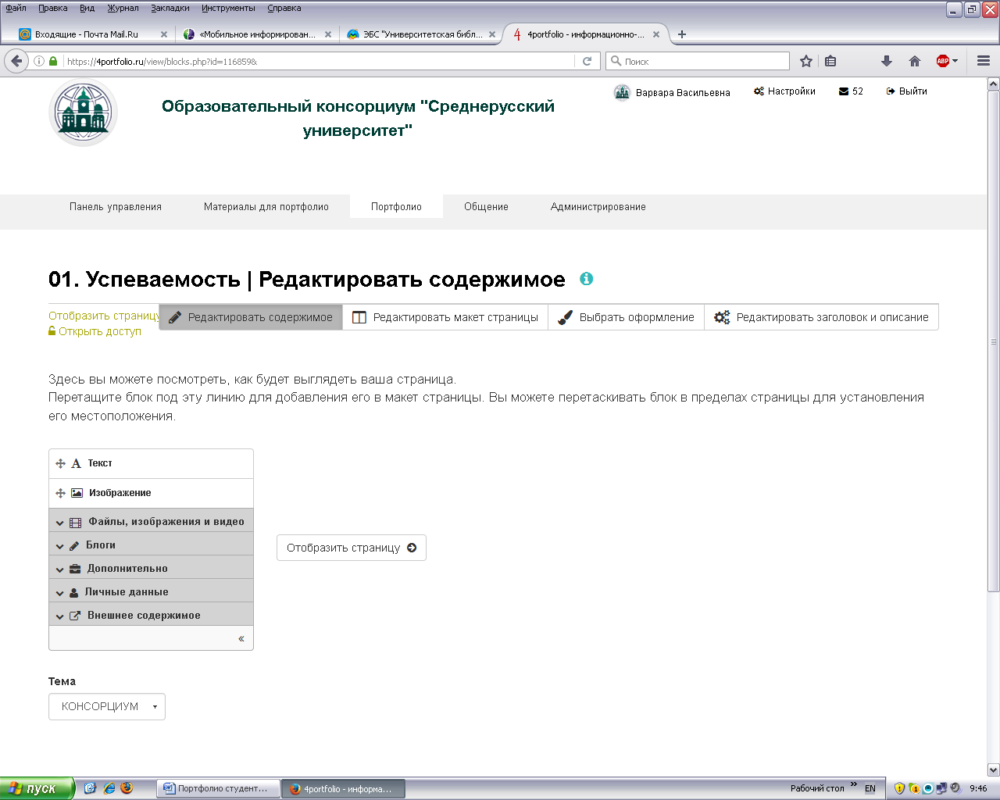 Файл Правка Вид Журнал Закладки Инструменты Справка
Входящие - Почта Mail.Ru «Мобильное информирован... ЭБС "Университетская библ... 4portfolio - информационно-...
https://4portfolio.ru/view/blocks.php?id=116859& Поиск ABP
Варвара Васильевна Настройки 52 Выйти
Образовательный консорциум "Среднерусский
университет"
Панель управления Материалы для портфолио Портфолио Общение Администрирование
01. Успеваемость | Редактировать содержимое
Отобразить страницу Редактировать содержимое Редактировать макет страницы Выбрать оформление Редактировать заголовок и описание
Открыть доступ
Здесь вы можете посмотреть, как будет выглядеть ваша страница.
Перетащите блок под эту линию для добавления его в макет страницы. Вы можете перетаскивать блок в пределах страницы для установления
его местоположения.
Текст
Изображение
Файлы, изображения и видео
Блоги
Отобразить страницу
Дополнительно
Личные данные
Внешнее содержимое
«
Тема
КОНСОРЦИУМ
пуск Портфолио студент... 4portfolio - информа... Рабочий стол » EN 9:46